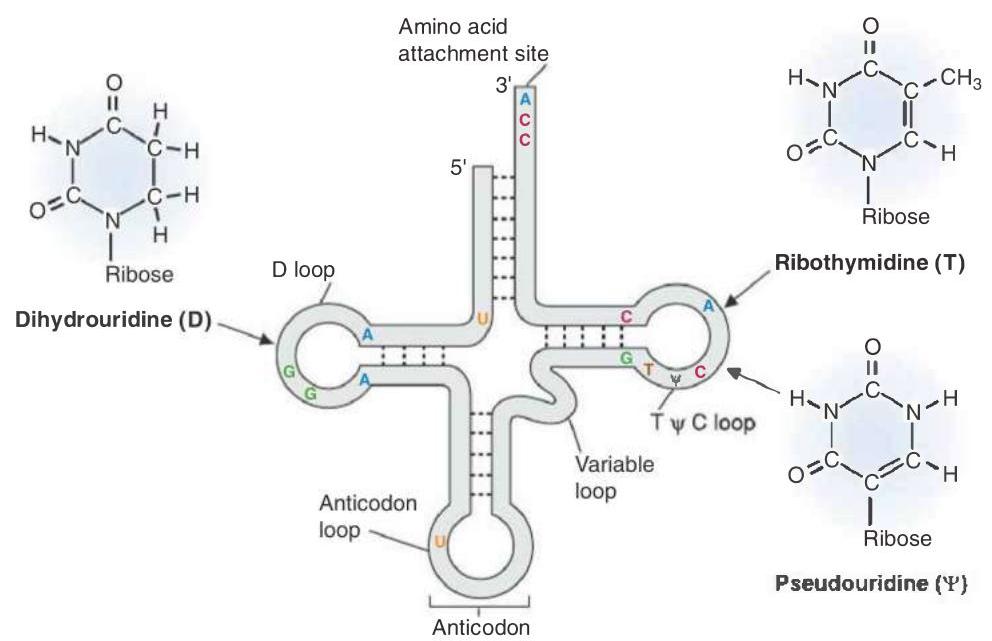 Amino acid
attachment site
3'
A
C
C
5'
D loop
Dihydrouridine (D)
O
H
N
C
H
C
H
O
C
N
C
H
H
Ribose
O
H
N
C
C
CH3
O
C
N
C
H
Ribose
Ribothymidine (T)
A
U
C
A
G
G
A
G
T
Ψ
C
T Ψ C loop
Variable
loop
Anticodon
loop
U
Anticodon
O
H
N
C
N
H
O
C
C
C
H
Ribose
Pseudouridine (Ψ)